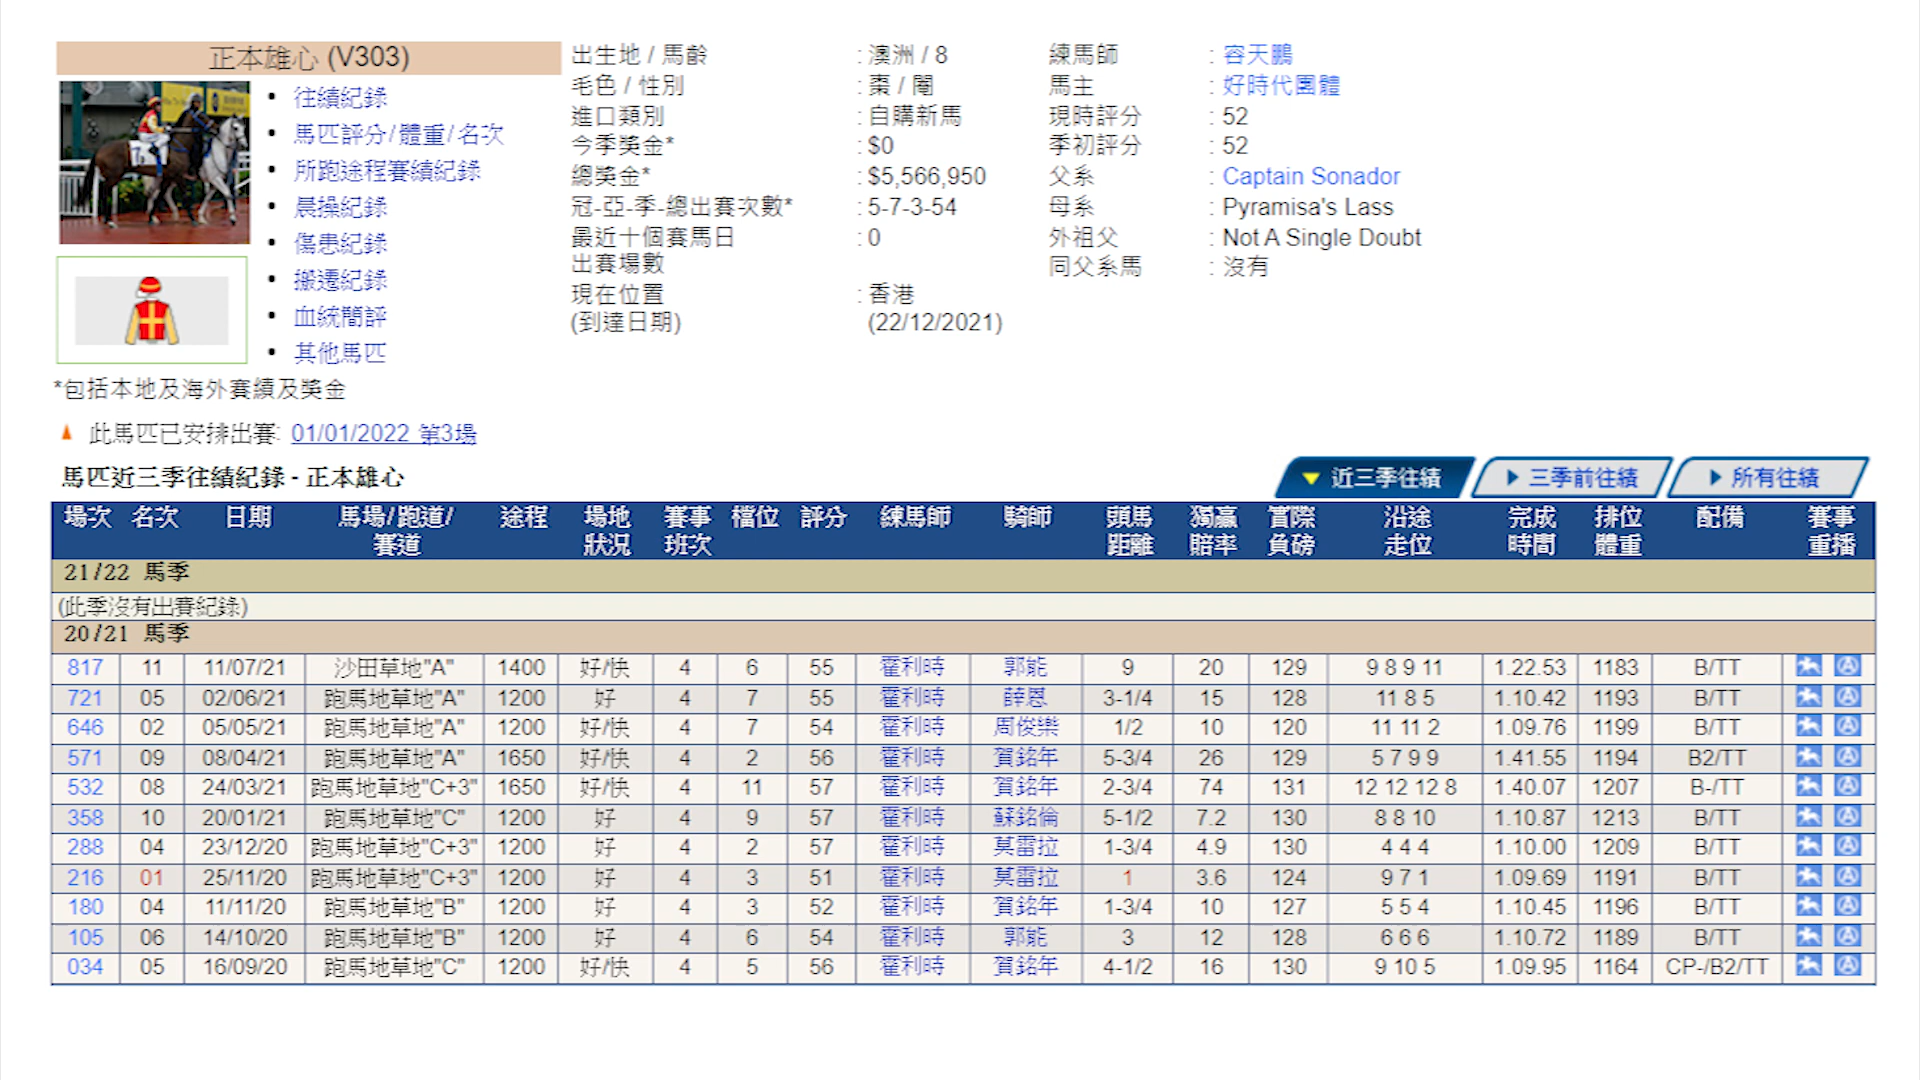 正本雄心 (V303)
• 往績紀錄
• 馬匹評分/體重/名次
• 所跑途程賽績紀錄
• 晨操紀錄
• 傷患紀錄
• 搬遷紀錄
• 血統簡評
• 其他馬匹
出生地 / 馬齡 : 澳洲 / 8
毛色 / 性別 : 棗 / 閹
進口類別 : 自購新馬
今季獎金* : $0
總獎金* : $5,566,950
冠-亞-季-總出賽次數* : 5-7-3-54
最近十個賽馬日 : 0
出賽場數
現在位置 : 香港
(到達日期) (22/12/2021)
練馬師 : 容天鵬
馬主 : 好時代團體
現時評分 : 52
季初評分 : 52
父系 : Captain Sonador
母系 : Pyramisa's Lass
外祖父 : Not A Single Doubt
同父系馬 : 沒有
*包括本地及海外賽績及獎金
此馬匹已安排出賽: 01/01/2022 第3場
馬匹近三季往績紀錄 - 正本雄心
近三季往績 三季前往績 所有往績
場次 名次 日期 馬場/跑道/賽道 途程 場地狀況 賽事班次 檔位 評分 練馬師 騎師 頭馬距離 獨贏賠率 實際負磅 沿途走位 完成時間 排位體重 配備 賽事重播
21/22 馬季
(此季沒有出賽紀錄)
20/21 馬季
817 11 11/07/21 沙田草地"A" 1400 好/快 4 6 55 霍利時 郭能 9 20 129 9 8 9 11 1.22.53 1183 B/TT
721 05 02/06/21 跑馬地草地"A" 1200 好 4 7 55 霍利時 薛恩 3-1/4 15 128 11 8 5 1.10.42 1193 B/TT
646 02 05/05/21 跑馬地草地"A" 1200 好/快 4 7 54 霍利時 周俊樂 1/2 10 120 11 11 2 1.09.76 1199 B/TT
571 09 08/04/21 跑馬地草地"A" 1650 好/快 4 2 56 霍利時 賀銘年 5-3/4 26 129 5 7 9 9 1.41.55 1194 B2/TT
532 08 24/03/21 跑馬地草地"C+3" 1650 好/快 4 11 57 霍利時 賀銘年 2-3/4 74 131 12 12 12 8 1.40.07 1207 B-/TT
358 10 20/01/21 跑馬地草地"C" 1200 好 4 9 57 霍利時 蘇銘倫 5-1/2 7.2 130 8 8 10 1.10.87 1213 B/TT
288 04 23/12/20 跑馬地草地"C+3" 1200 好 4 2 57 霍利時 莫雷拉 1-3/4 4.9 130 4 4 4 1.10.00 1209 B/TT
216 01 25/11/20 跑馬地草地"C+3" 1200 好 4 3 51 霍利時 莫雷拉 1 3.6 124 9 7 1 1.09.69 1191 B/TT
180 04 11/11/20 跑馬地草地"B" 1200 好 4 3 52 霍利時 賀銘年 1-3/4 10 127 5 5 4 1.10.45 1196 B/TT
105 06 14/10/20 跑馬地草地"B" 1200 好 4 6 54 霍利時 郭能 3 12 128 6 6 6 1.10.72 1189 B/TT
034 05 16/09/20 跑馬地草地"C" 1200 好/快 4 5 56 霍利時 賀銘年 4-1/2 16 130 9 10 5 1.09.95 1164 CP-/B2/TT